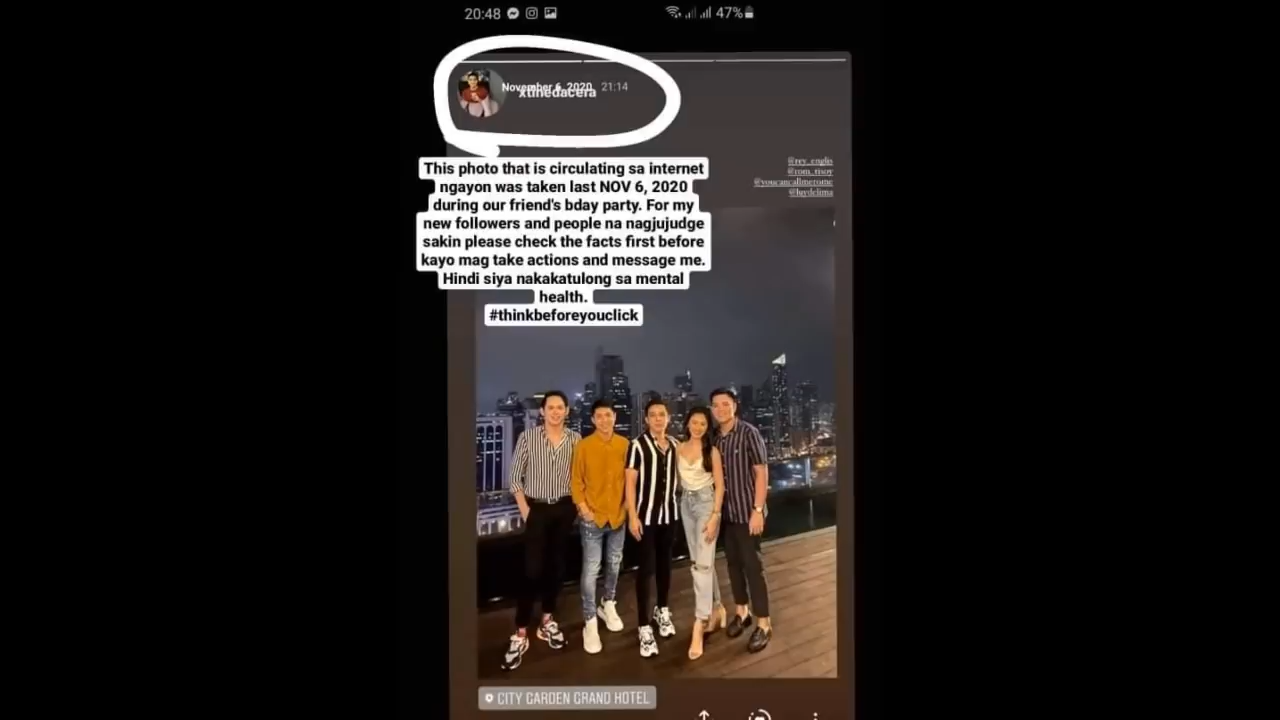 20:48
47%
November 6, 2020 21:14
xtinedacera
@rey_englis
@rom_tisoy
@youcancallmerome
This photo that is circulating sa internet
ngayon was taken last NOV 6, 2020
during our friend's bday party. For my
new followers and people na nagjujudge
sakin please check the facts first before
kayo mag take actions and message me.
Hindi siya nakakatulong sa mental
health.
#thinkbeforeyouclick
CITY GARDEN GRAND HOTEL